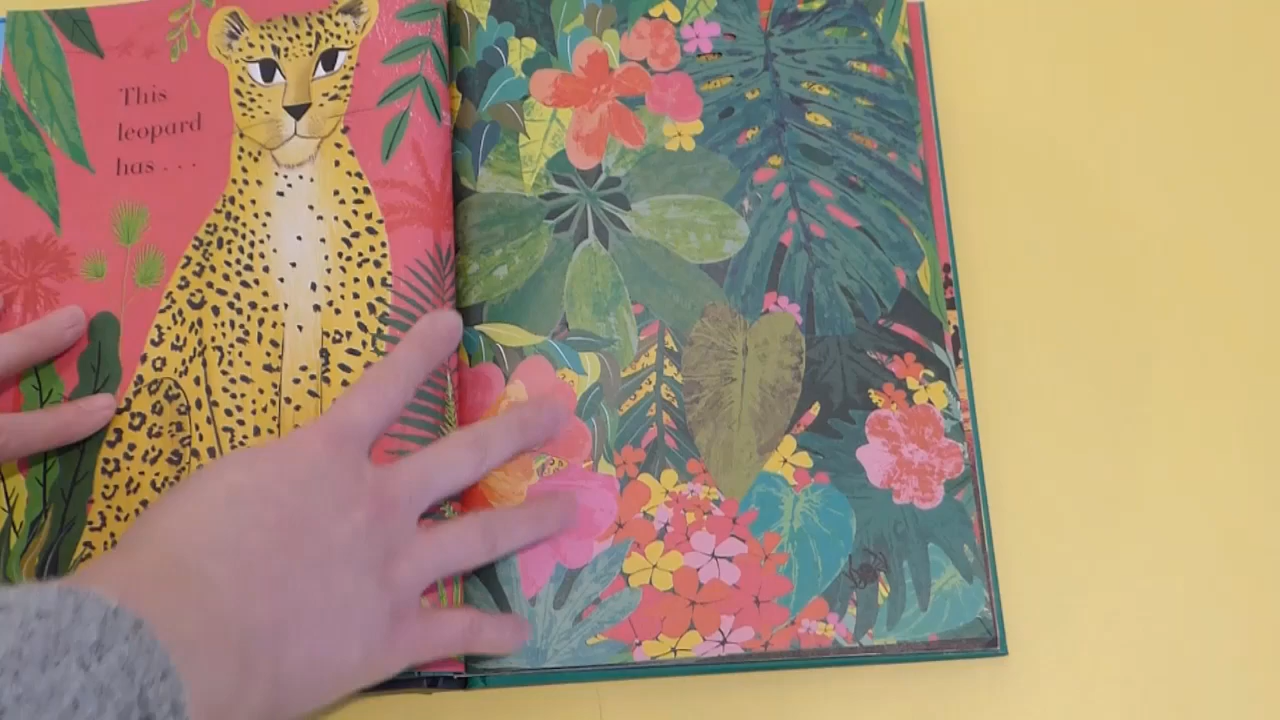 This
leopard
has . . .